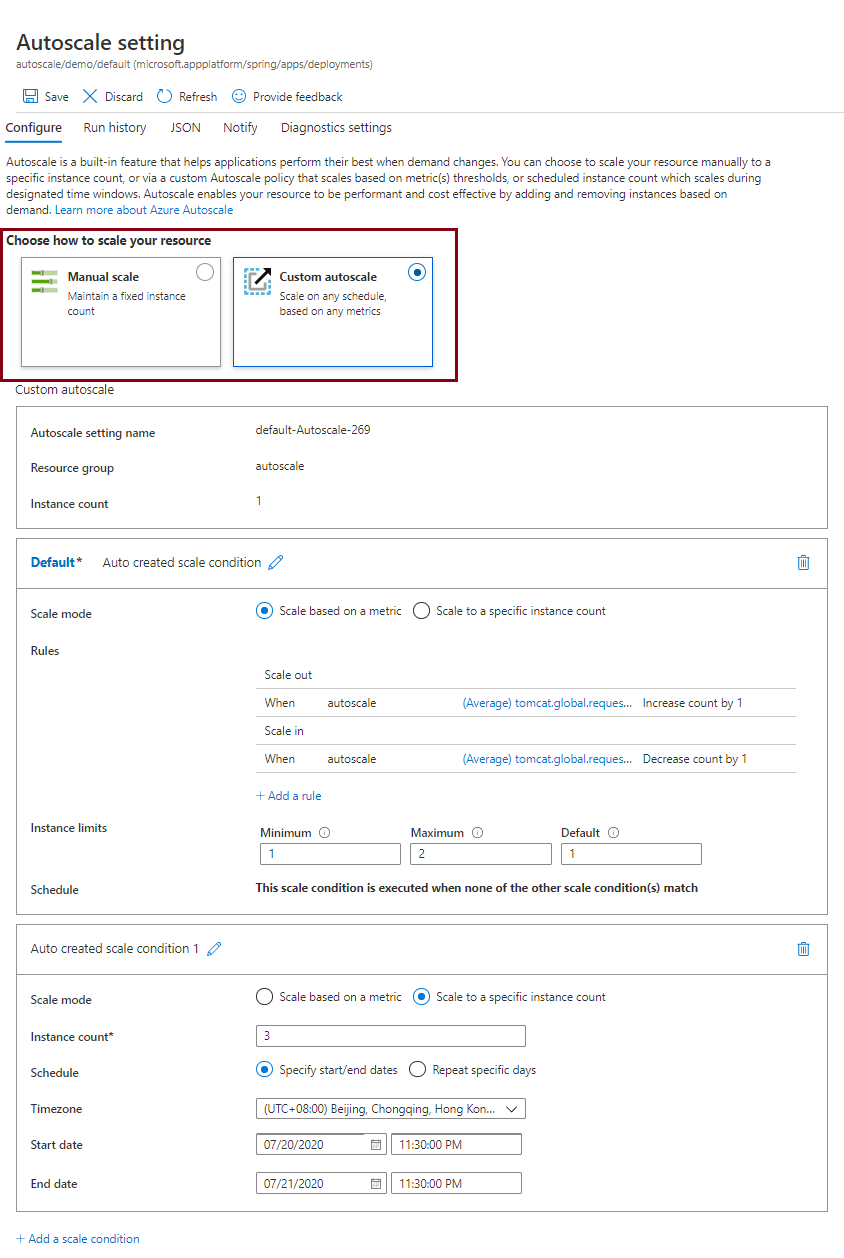 Autoscale setting
autoscale/demo/default (microsoft.appplatform/spring/apps/deployments)
Save Discard Refresh Provide feedback
Configure Run history JSON Notify Diagnostics settings
Autoscale is a built-in feature that helps applications perform their best when demand changes. You can choose to scale your resource manually to a
specific instance count, or via a custom Autoscale policy that scales based on metric(s) thresholds, or scheduled instance count which scales during
designated time windows. Autoscale enables your resource to be performant and cost effective by adding and removing instances based on
demand. Learn more about Azure Autoscale
Choose how to scale your resource
Manual scale
Maintain a fixed instance
count
Custom autoscale
Scale on any schedule,
based on any metrics
Custom autoscale
Autoscale setting name default-Autoscale-269
Resource group autoscale
Instance count 1
Default* Auto created scale condition
Scale mode Scale based on a metric Scale to a specific instance count
Rules
Scale out
When autoscale (Average) tomcat.global.reques... Increase count by 1
Scale in
When autoscale (Average) tomcat.global.reques... Decrease count by 1
+ Add a rule
Instance limits Minimum Maximum Default
1 2 1
Schedule This scale condition is executed when none of the other scale condition(s) match
Auto created scale condition 1
Scale mode Scale based on a metric Scale to a specific instance count
Instance count* 3
Schedule Specify start/end dates Repeat specific days
Timezone (UTC+08:00) Beijing, Chongqing, Hong Kon...
Start date 07/20/2020 11:30:00 PM
End date 07/21/2020 11:30:00 PM
+ Add a scale condition